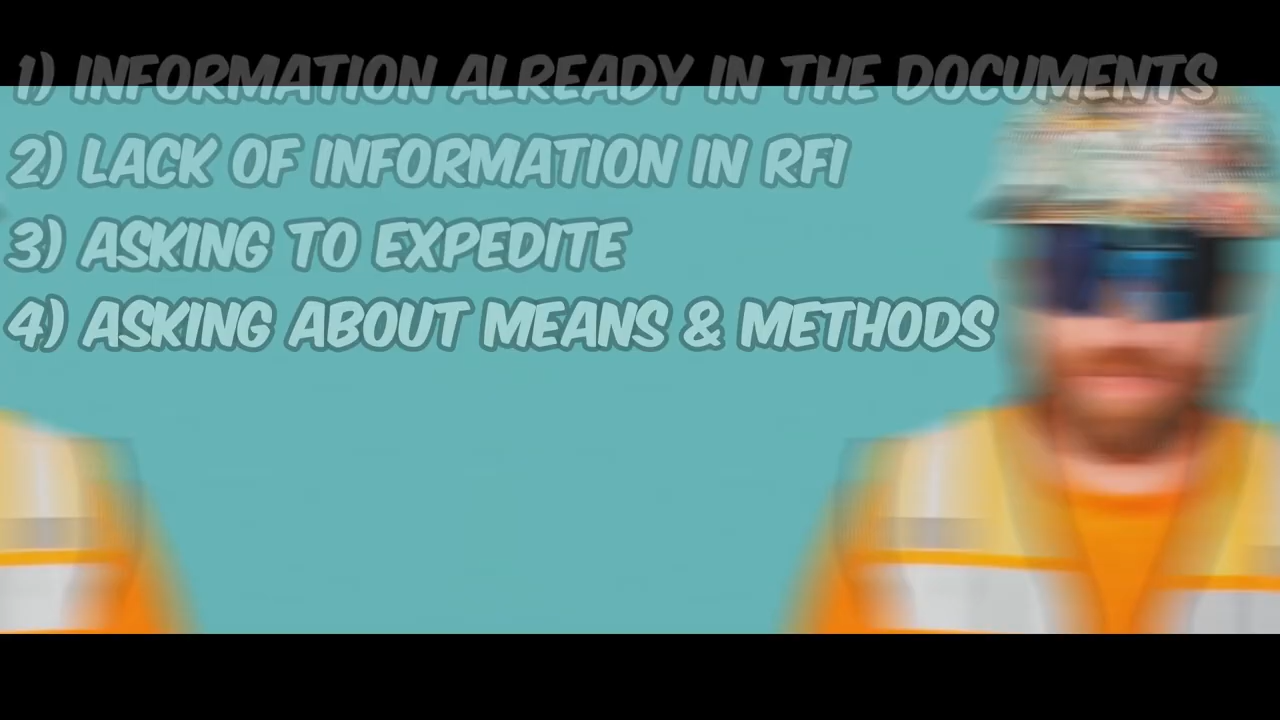 1) INFORMATION ALREADY IN THE DOCUMENTS
2) LACK OF INFORMATION IN RFI
3) ASKING TO EXPEDITE
4) ASKING ABOUT MEANS & METHODS